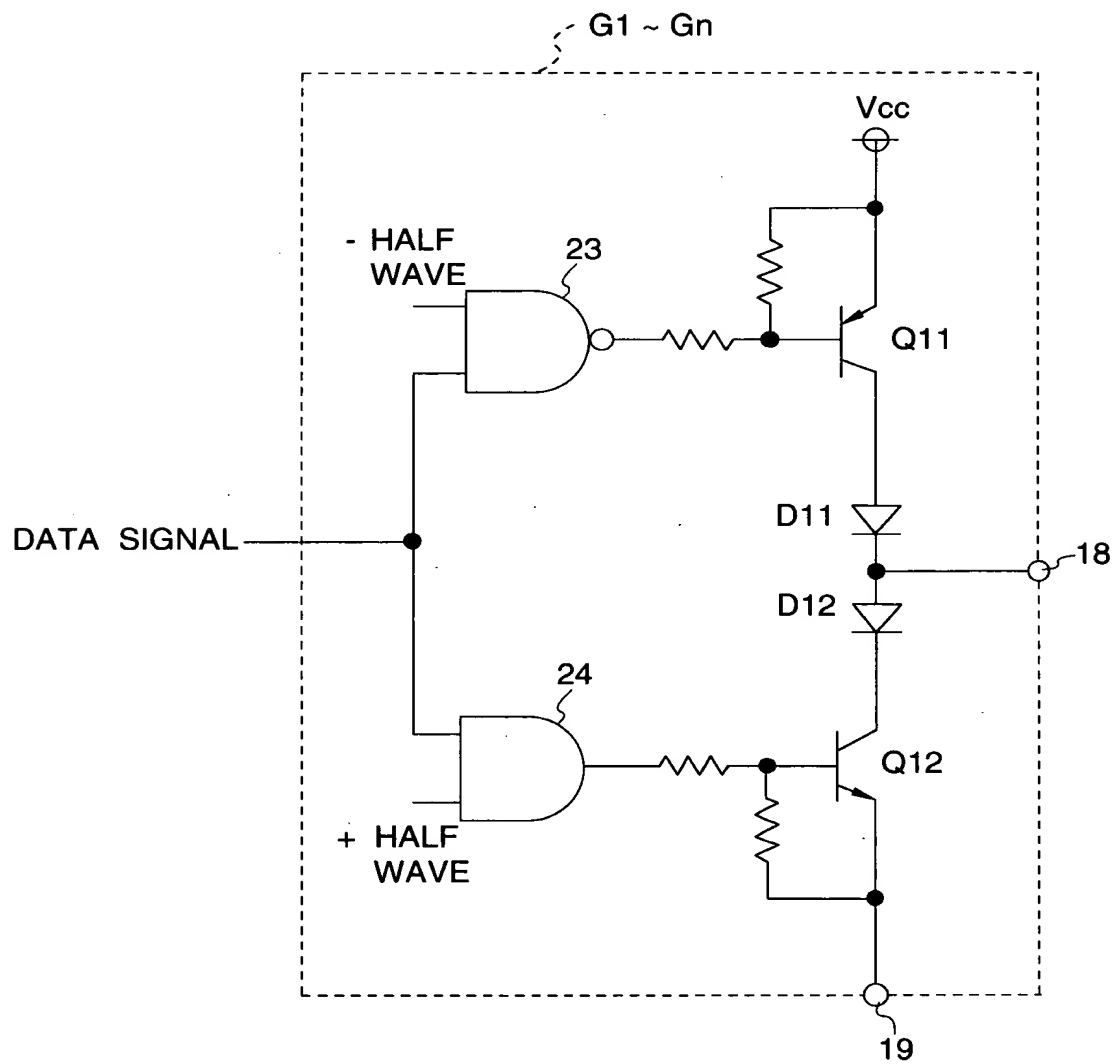 G1 ~ Gn
Vcc
- HALF
WAVE
23
Q11
D11
DATA SIGNAL
18
D12
24
Q12
+ HALF
WAVE
19